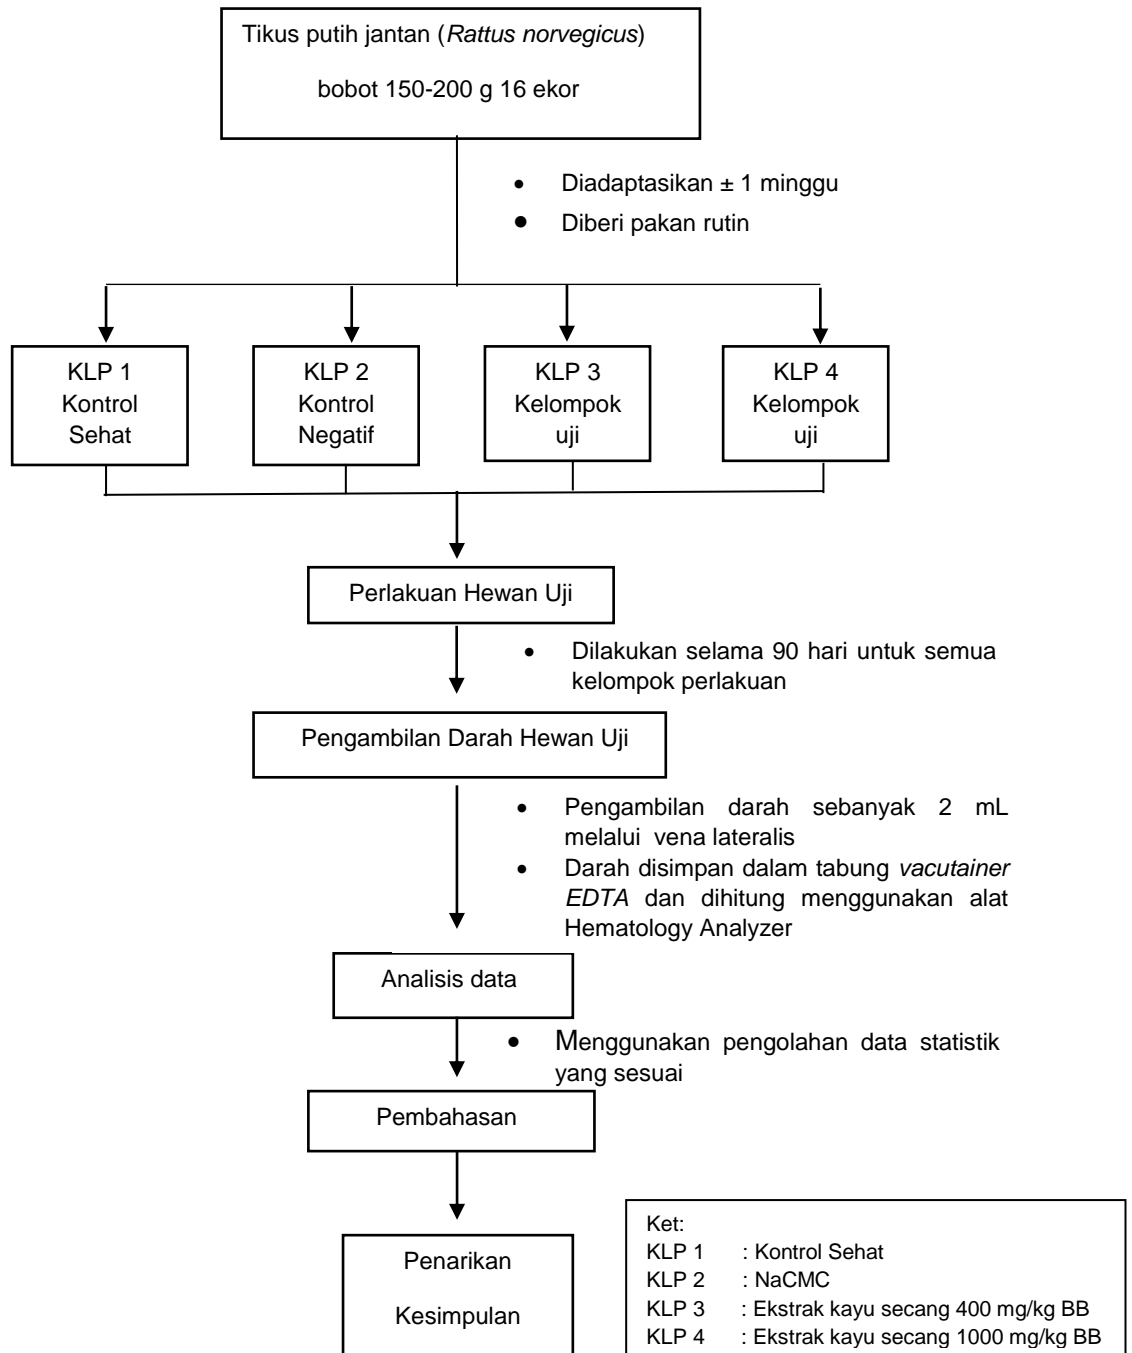 Tikus putih jantan (Rattus norvegicus)
bobot 150-200 g 16 ekor
• Diadaptasikan ± 1 minggu
• Diberi pakan rutin
KLP 1
Kontrol
Sehat
KLP 2
Kontrol
Negatif
KLP 3
Kelompok
uji
KLP 4
Kelompok
uji
Perlakuan Hewan Uji
• Dilakukan selama 90 hari untuk semua
kelompok perlakuan
Pengambilan Darah Hewan Uji
• Pengambilan darah sebanyak 2 mL
melalui vena lateralis
• Darah disimpan dalam tabung vacutainer
EDTA dan dihitung menggunakan alat
Hematology Analyzer
Analisis data
• Menggunakan pengolahan data statistik
yang sesuai
Pembahasan
Penarikan
Kesimpulan
Ket:
KLP 1 : Kontrol Sehat
KLP 2 : NaCMC
KLP 3 : Ekstrak kayu secang 400 mg/kg BB
KLP 4 : Ekstrak kayu secang 1000 mg/kg BB